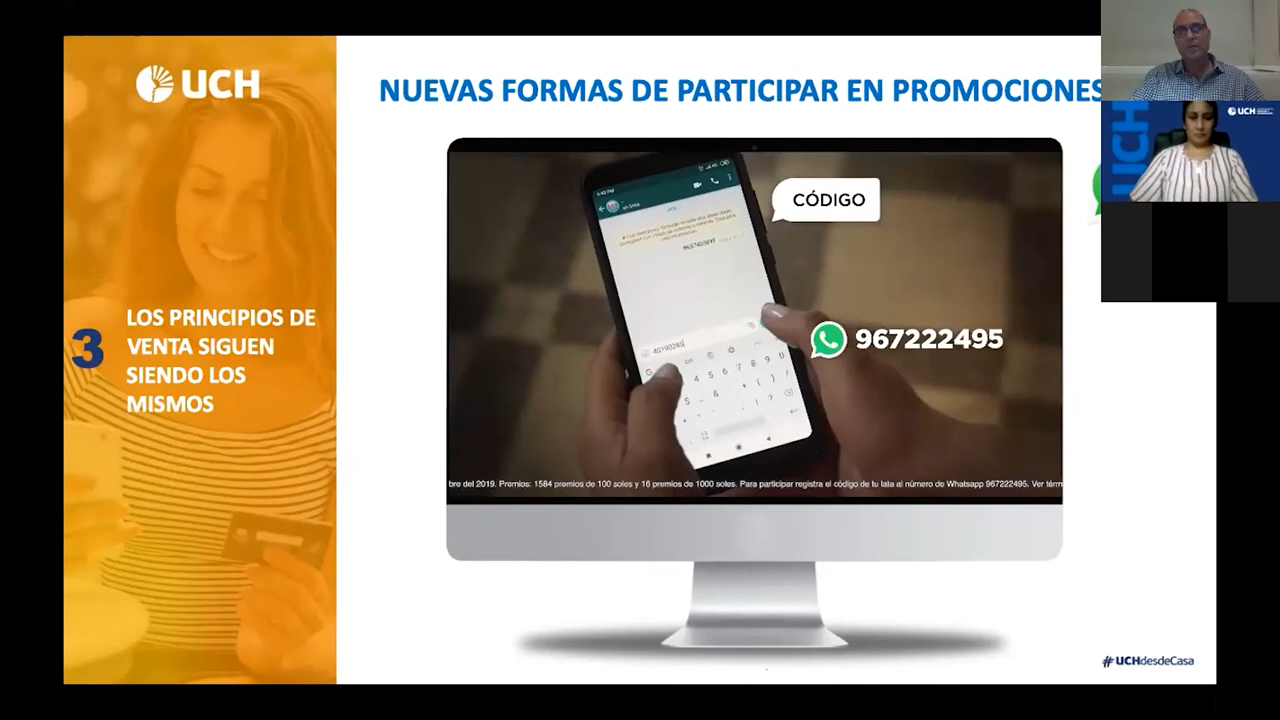 UCH
NUEVAS FORMAS DE PARTICIPAR EN PROMOCIONES
3
LOS PRINCIPIOS DE
VENTA SIGUEN
SIENDO LOS
MISMOS
CÓDIGO
967222495
bre del 2019. Premios: 1584 premios de 100 soles y 16 premios de 1000 soles. Para participar registra el código de tu lata al número de Whatsapp 967222495. Ver térm
#UCHdesdeCasa
UCH
UCH